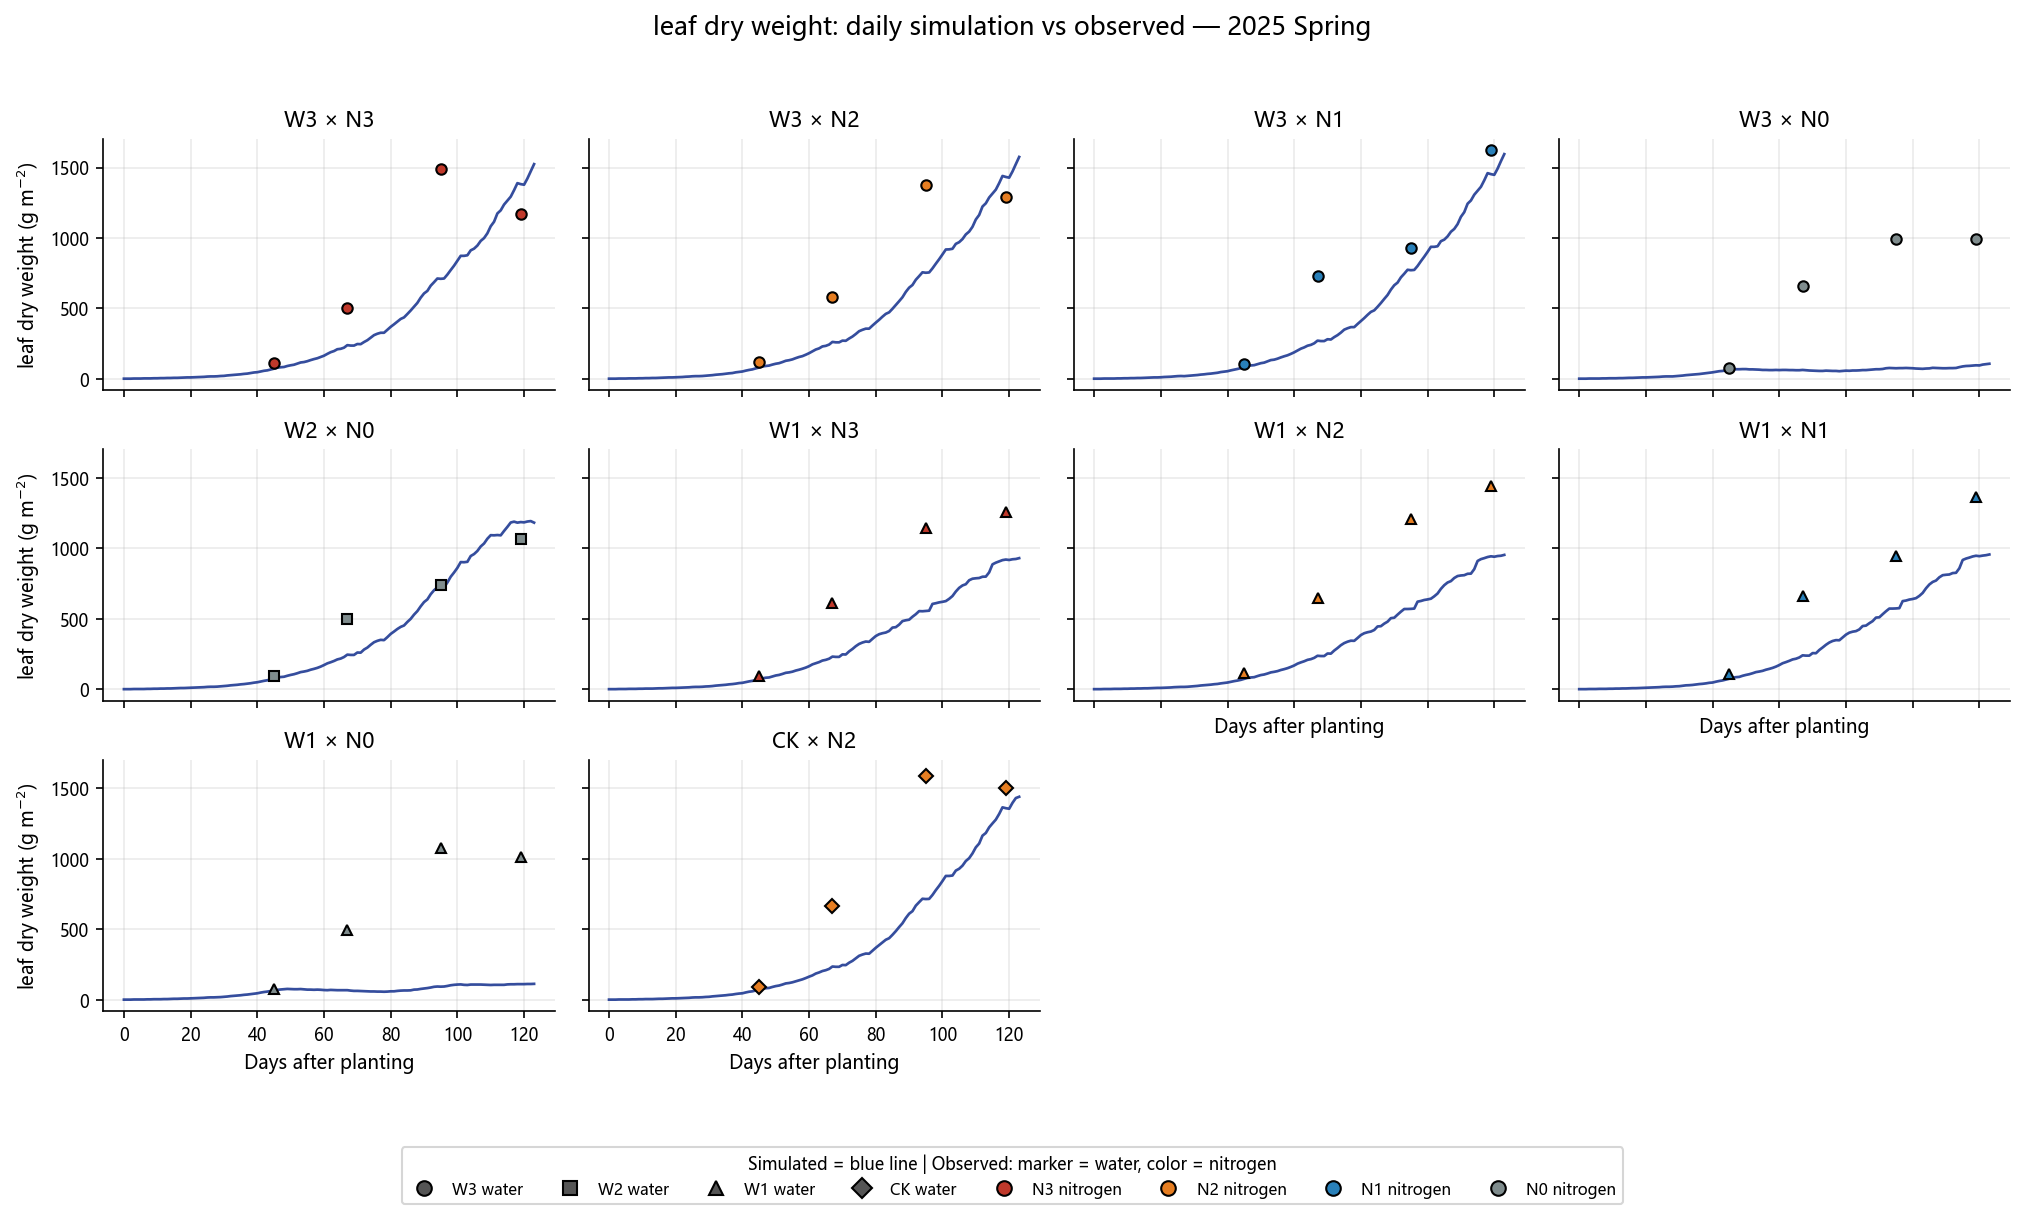 leaf dry weight: daily simulation vs observed — 2025 Spring
W3 × N3
W3 × N2
W3 × N1
W3 × N0
leaf dry weight (g m⁻²)
1500
1000
500
0
W2 × N0
W1 × N3
W1 × N2
W1 × N1
leaf dry weight (g m⁻²)
1500
1000
500
0
Days after planting
Days after planting
W1 × N0
CK × N2
leaf dry weight (g m⁻²)
1500
1000
500
0
0 20 40 60 80 100 120
0 20 40 60 80 100 120
Days after planting
Days after planting
Simulated = blue line | Observed: marker = water, color = nitrogen
W3 water W2 water W1 water CK water N3 nitrogen N2 nitrogen N1 nitrogen N0 nitrogen